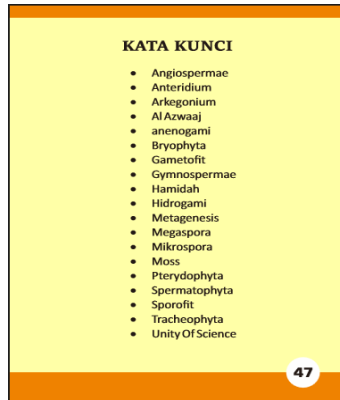 KATA KUNCI
• Angiospermae
• Anteridium
• Arkegonium
• Al Azwaaj
• anenogami
• Bryophyta
• Gametofit
• Gymnospermae
• Hamidah
• Hidrogami
• Metagenesis
• Megaspora
• Mikrospora
• Moss
• Pterydophyta
• Spermatophyta
• Sporofit
• Tracheophyta
• Unity Of Science
47